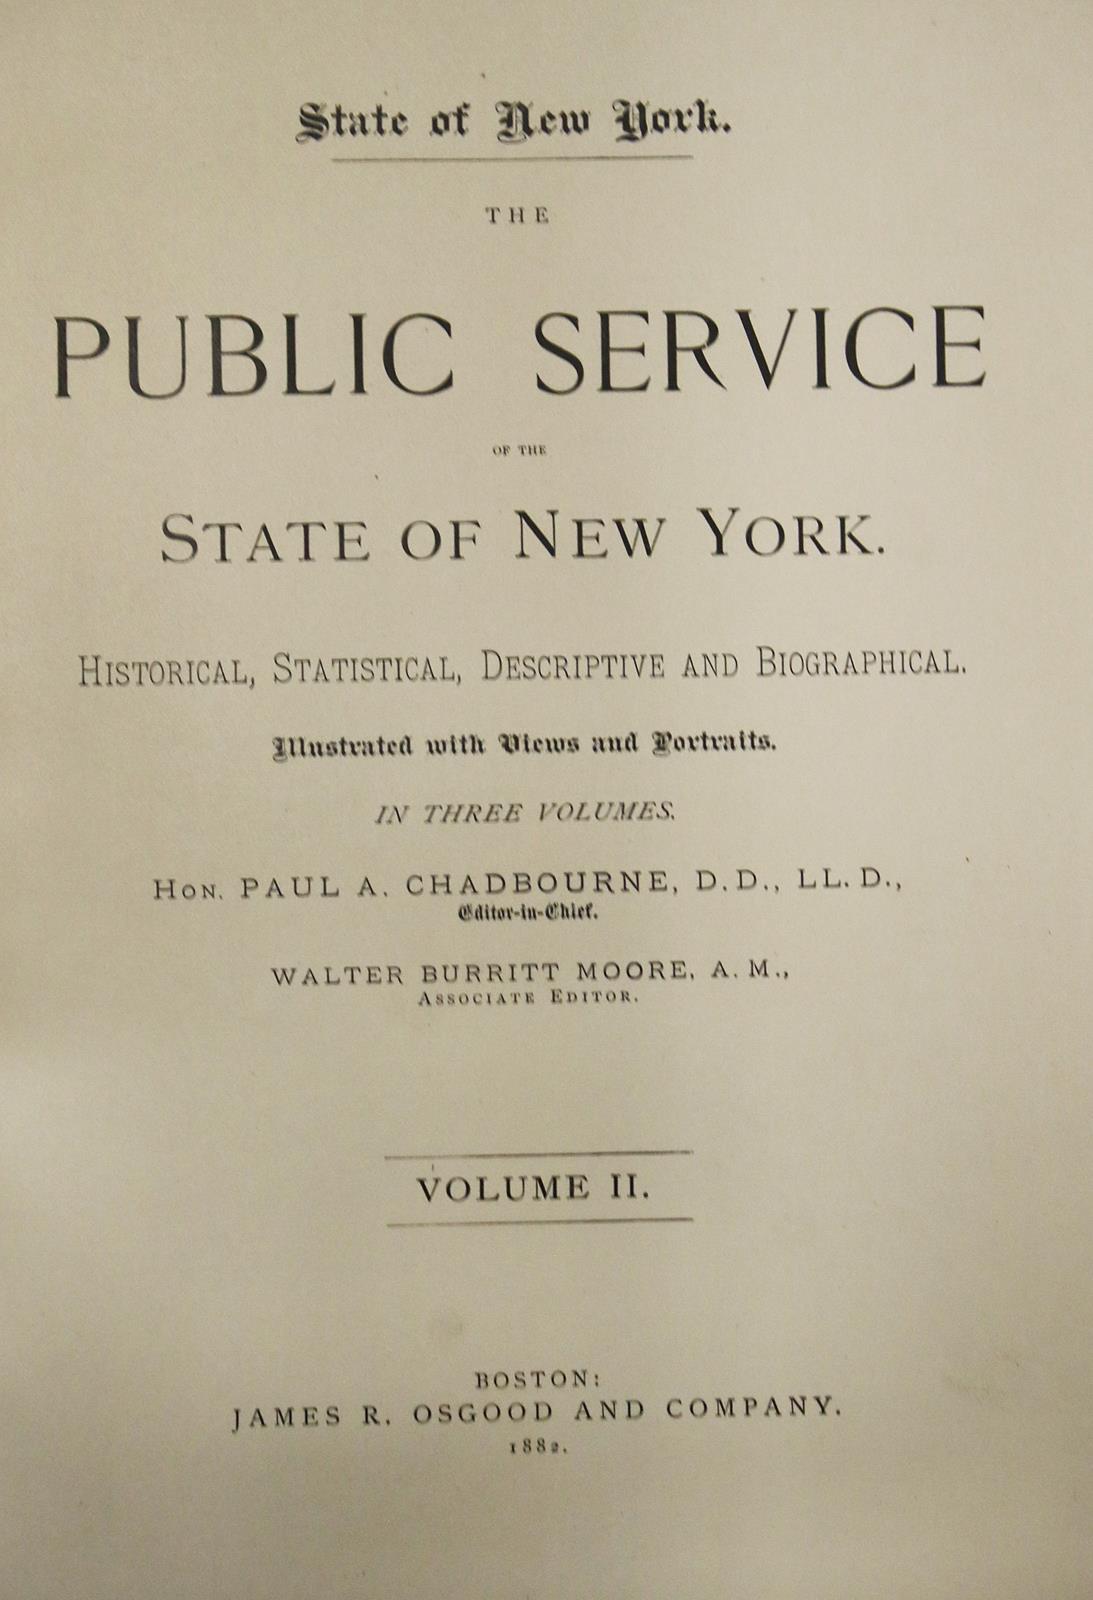 State of New York.
THE
PUBLIC SERVICE
OF THE
STATE OF NEW YORK.
HISTORICAL, STATISTICAL, DESCRIPTIVE AND BIOGRAPHICAL.
Illustrated with Views and Portraits.
IN THREE VOLUMES.
HON. PAUL A. CHADBOURNE, D.D., LL.D.,
Editor-in-Chief.
WALTER BURRITT MOORE, A.M.,
ASSOCIATE EDITOR.
VOLUME II.
BOSTON:
JAMES R. OSGOOD AND COMPANY.
1882.